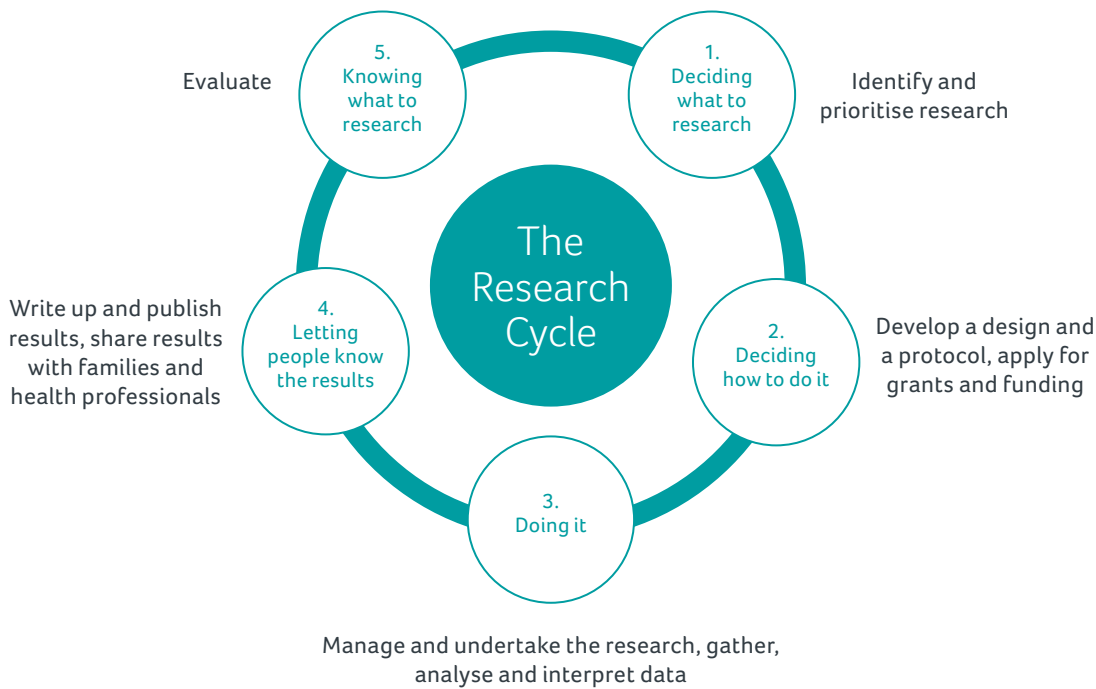 The
Research
Cycle
1.
Deciding
what to
research
Identify and
prioritise research
2.
Deciding
how to do it
Develop a design and
a protocol, apply for
grants and funding
3.
Doing it
Manage and undertake the research, gather,
analyse and interpret data
4.
Letting
people know
the results
Write up and publish
results, share results
with families and
health professionals
5.
Knowing
what to
research
Evaluate